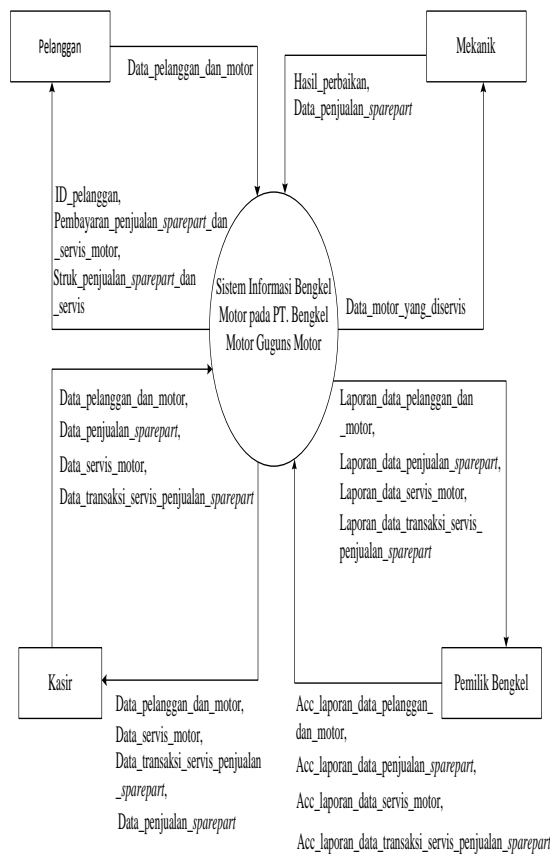 Pelanggan
Mekanik
Data_pelanggan_dan_motor
Hasil_perbaikan,
Data_penjualan_sparepart
ID_pelanggan,
Pembayaran_penjualan_sparepart_dan
_servis_motor,
Struk_penjualan_sparepart_dan
_servis
Sistem Informasi Bengkel
Motor pada PT. Bengkel
Motor Guguns Motor
Data_motor_yang_diservis
Data_pelanggan_dan_motor,
Data_penjualan_sparepart,
Data_servis_motor,
Data_transaksi_servis_penjualan_sparepart
Laporan_data_pelanggan_dan
_motor,
Laporan_data_penjualan_sparepart,
Laporan_data_servis_motor,
Laporan_data_transaksi_servis_
penjualan_sparepart
Kasir
Pemilik Bengkel
Data_pelanggan_dan_motor,
Data_servis_motor,
Data_transaksi_servis_penjualan
_sparepart,
Data_penjualan_sparepart
Acc_laporan_data_pelanggan_
dan_motor,
Acc_laporan_data_penjualan_sparepart,
Acc_laporan_data_servis_motor,
Acc_laporan_data_transaksi_servis_penjualan_sparepart